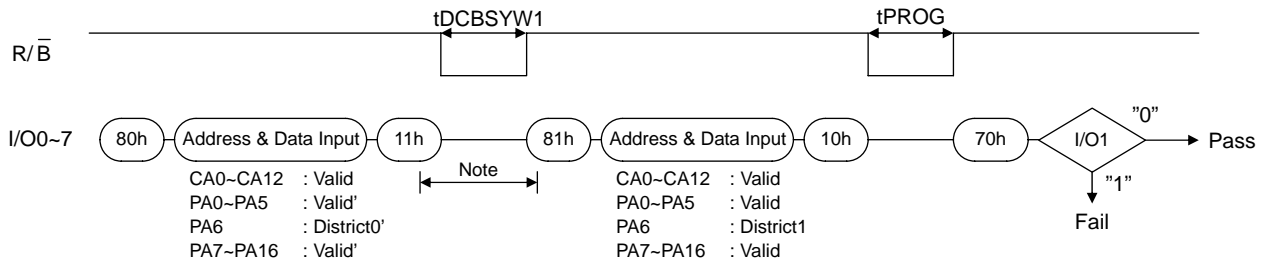 tDCBSYW1
tPROG
R/B̅
I/O0~7
80h
Address & Data Input
11h
81h
Address & Data Input
10h
70h
I/O1
"0"
Pass
"1"
Fail
Note
CA0~CA12 : Valid
PA0~PA5 : Valid'
PA6 : District0'
PA7~PA16 : Valid'
CA0~CA12 : Valid
PA0~PA5 : Valid
PA6 : District1
PA7~PA16 : Valid